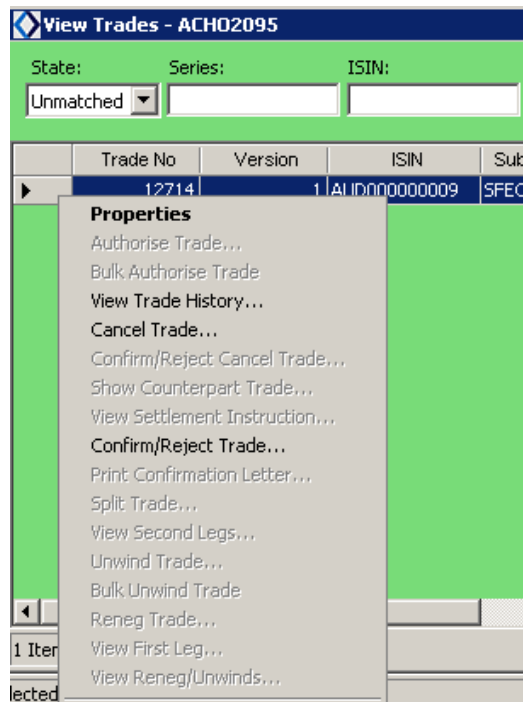 View Trades - ACHO2095
State: Series: ISIN:
Unmatched
Trade No Version ISIN Sub
12714 1 AUD000000009 SFEC
Properties
Authorise Trade...
Bulk Authorise Trade
View Trade History...
Cancel Trade...
Confirm/Reject Cancel Trade...
Show Counterpart Trade...
View Settlement Instruction...
Confirm/Reject Trade...
Print Confirmation Letter...
Split Trade...
View Second Legs...
Unwind Trade...
Bulk Unwind Trade
Reneg Trade...
View First Leg...
1 Iter
View Reneg/Unwinds...
lected